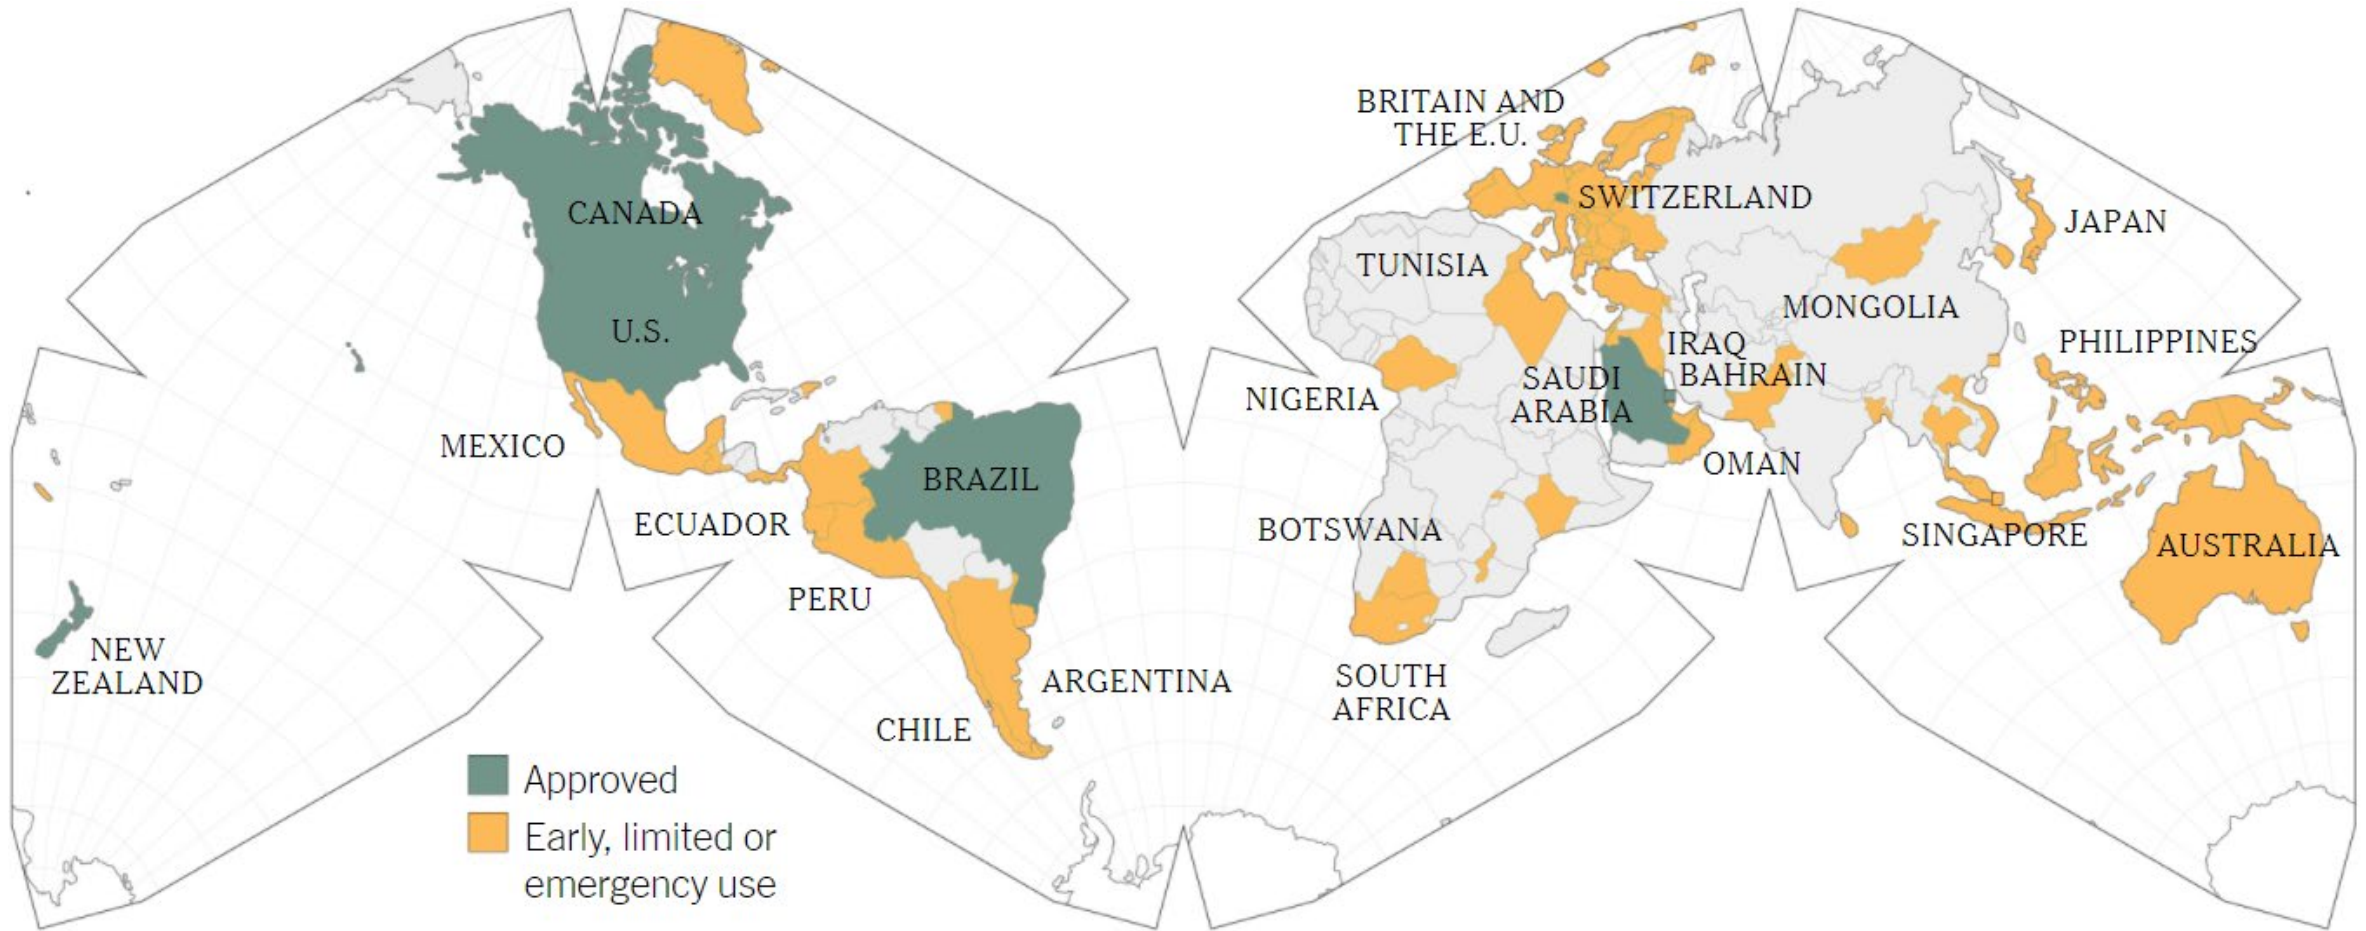 BRITAIN AND
THE E.U.
CANADA
SWITZERLAND
JAPAN
TUNISIA
MONGOLIA
U.S.
PHILIPPINES
IRAQ
BAHRAIN
SAUDI
ARABIA
NIGERIA
MEXICO
OMAN
BRAZIL
ECUADOR
BOTSWANA
SINGAPORE
AUSTRALIA
PERU
NEW
ZEALAND
ARGENTINA
SOUTH
AFRICA
CHILE
Approved
Early, limited or
emergency use